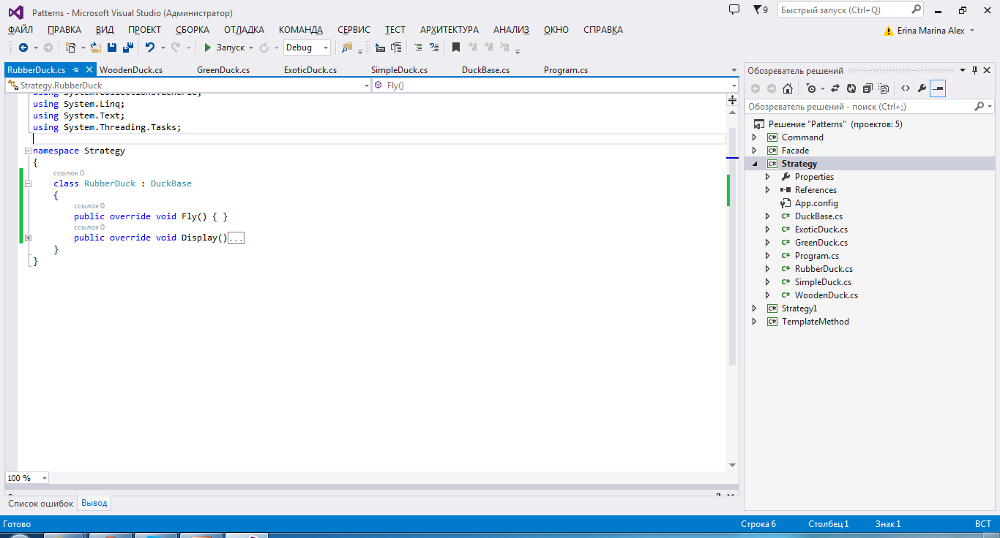 Patterns - Microsoft Visual Studio (Администратор)
9
Быстрый запуск (Ctrl+Q)
ФАЙЛ ПРАВКА ВИД ПРОЕКТ СБОРКА ОТЛАДКА КОМАНДА СЕРВИС ТЕСТ АРХИТЕКТУРА АНАЛИЗ ОКНО СПРАВКА
Erina Marina Alex
Запуск Debug
RubberDuck.cs WoodenDuck.cs GreenDuck.cs ExoticDuck.cs SimpleDuck.cs DuckBase.cs Program.cs
Strategy.RubberDuck Fly()
using System.Collections.Generic;
using System.Linq;
using System.Text;
using System.Threading.Tasks;
namespace Strategy
{
ссылок 0
class RubberDuck : DuckBase
{
ссылок 0
public override void Fly() { }
ссылок 0
public override void Display()...
}
}
100 %
Список ошибок Вывод
Обозреватель решений
Обозреватель решений - поиск (Ctrl+;)
Решение "Patterns" (проектов: 5)
C# Command
C# Facade
C# Strategy
Properties
References
App.config
C# DuckBase.cs
C# ExoticDuck.cs
C# GreenDuck.cs
C# Program.cs
C# RubberDuck.cs
C# SimpleDuck.cs
C# WoodenDuck.cs
C# Strategy1
C# TemplateMethod
Готово Строка 6 Столбец 1 Знак 1 ВСТ